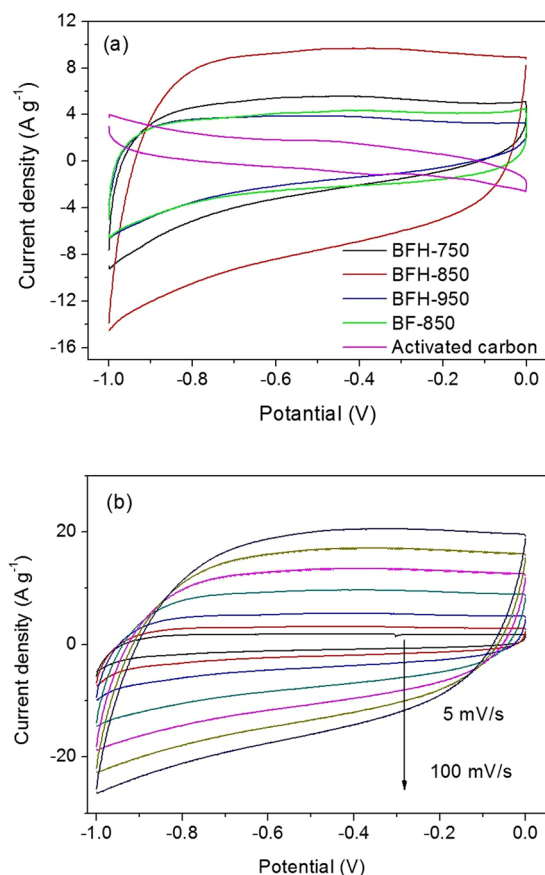 (a)
12
8
4
0
-4
-8
-12
-16
Current density (A g⁻¹)
BFH-750
BFH-850
BFH-950
BF-850
Activated carbon
-1.0 -0.8 -0.6 -0.4 -0.2 0.0
Potantial (V)
(b)
20
0
-20
Current density (A g⁻¹)
5 mV/s
100 mV/s
-1.0 -0.8 -0.6 -0.4 -0.2 0.0
Potential (V)